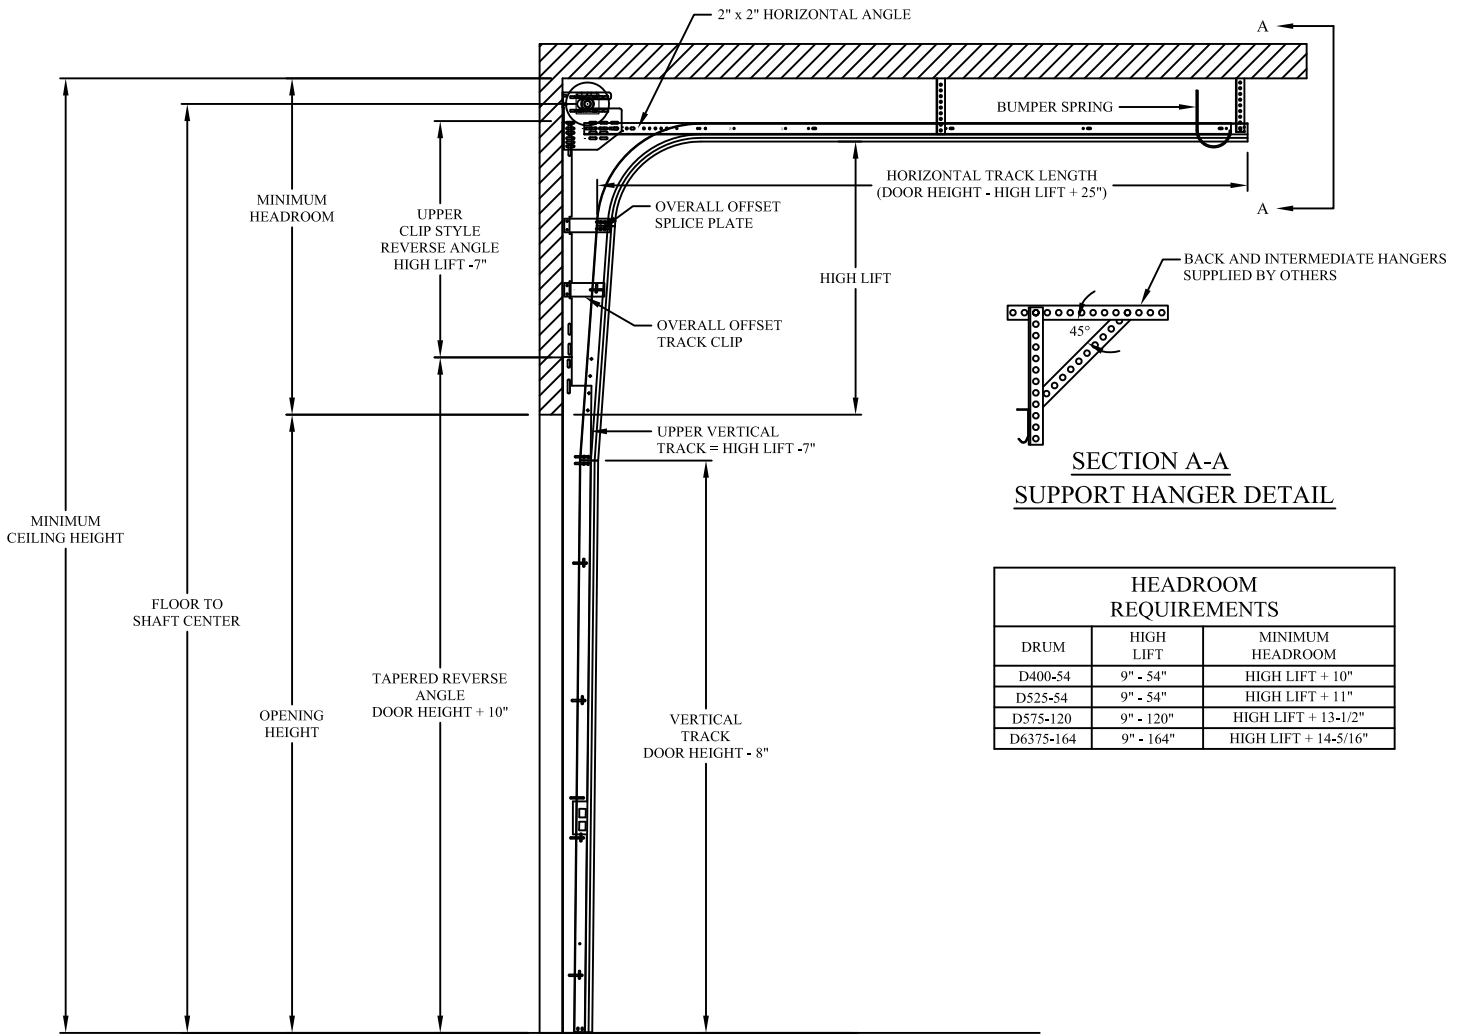 2" x 2" HORIZONTAL ANGLE
A
BUMPER SPRING
HORIZONTAL TRACK LENGTH
(DOOR HEIGHT - HIGH LIFT + 25")
A
MINIMUM
HEADROOM
UPPER
CLIP STYLE
REVERSE ANGLE
HIGH LIFT -7"
OVERALL OFFSET
SPLICE PLATE
HIGH LIFT
BACK AND INTERMEDIATE HANGERS
SUPPLIED BY OTHERS
OVERALL OFFSET
TRACK CLIP
45°
UPPER VERTICAL
TRACK = HIGH LIFT -7"
SECTION A-A
SUPPORT HANGER DETAIL
MINIMUM
CEILING HEIGHT
FLOOR TO
SHAFT CENTER
TAPERED REVERSE
ANGLE
DOOR HEIGHT + 10"
OPENING
HEIGHT
VERTICAL
TRACK
DOOR HEIGHT - 8"
HEADROOM
REQUIREMENTS
DRUM
HIGH
LIFT
MINIMUM
HEADROOM
D400-54 9" - 54" HIGH LIFT + 10"
D525-54 9" - 54" HIGH LIFT + 11"
D575-120 9" - 120" HIGH LIFT + 13-1/2"
D6375-164 9" - 164" HIGH LIFT + 14-5/16"